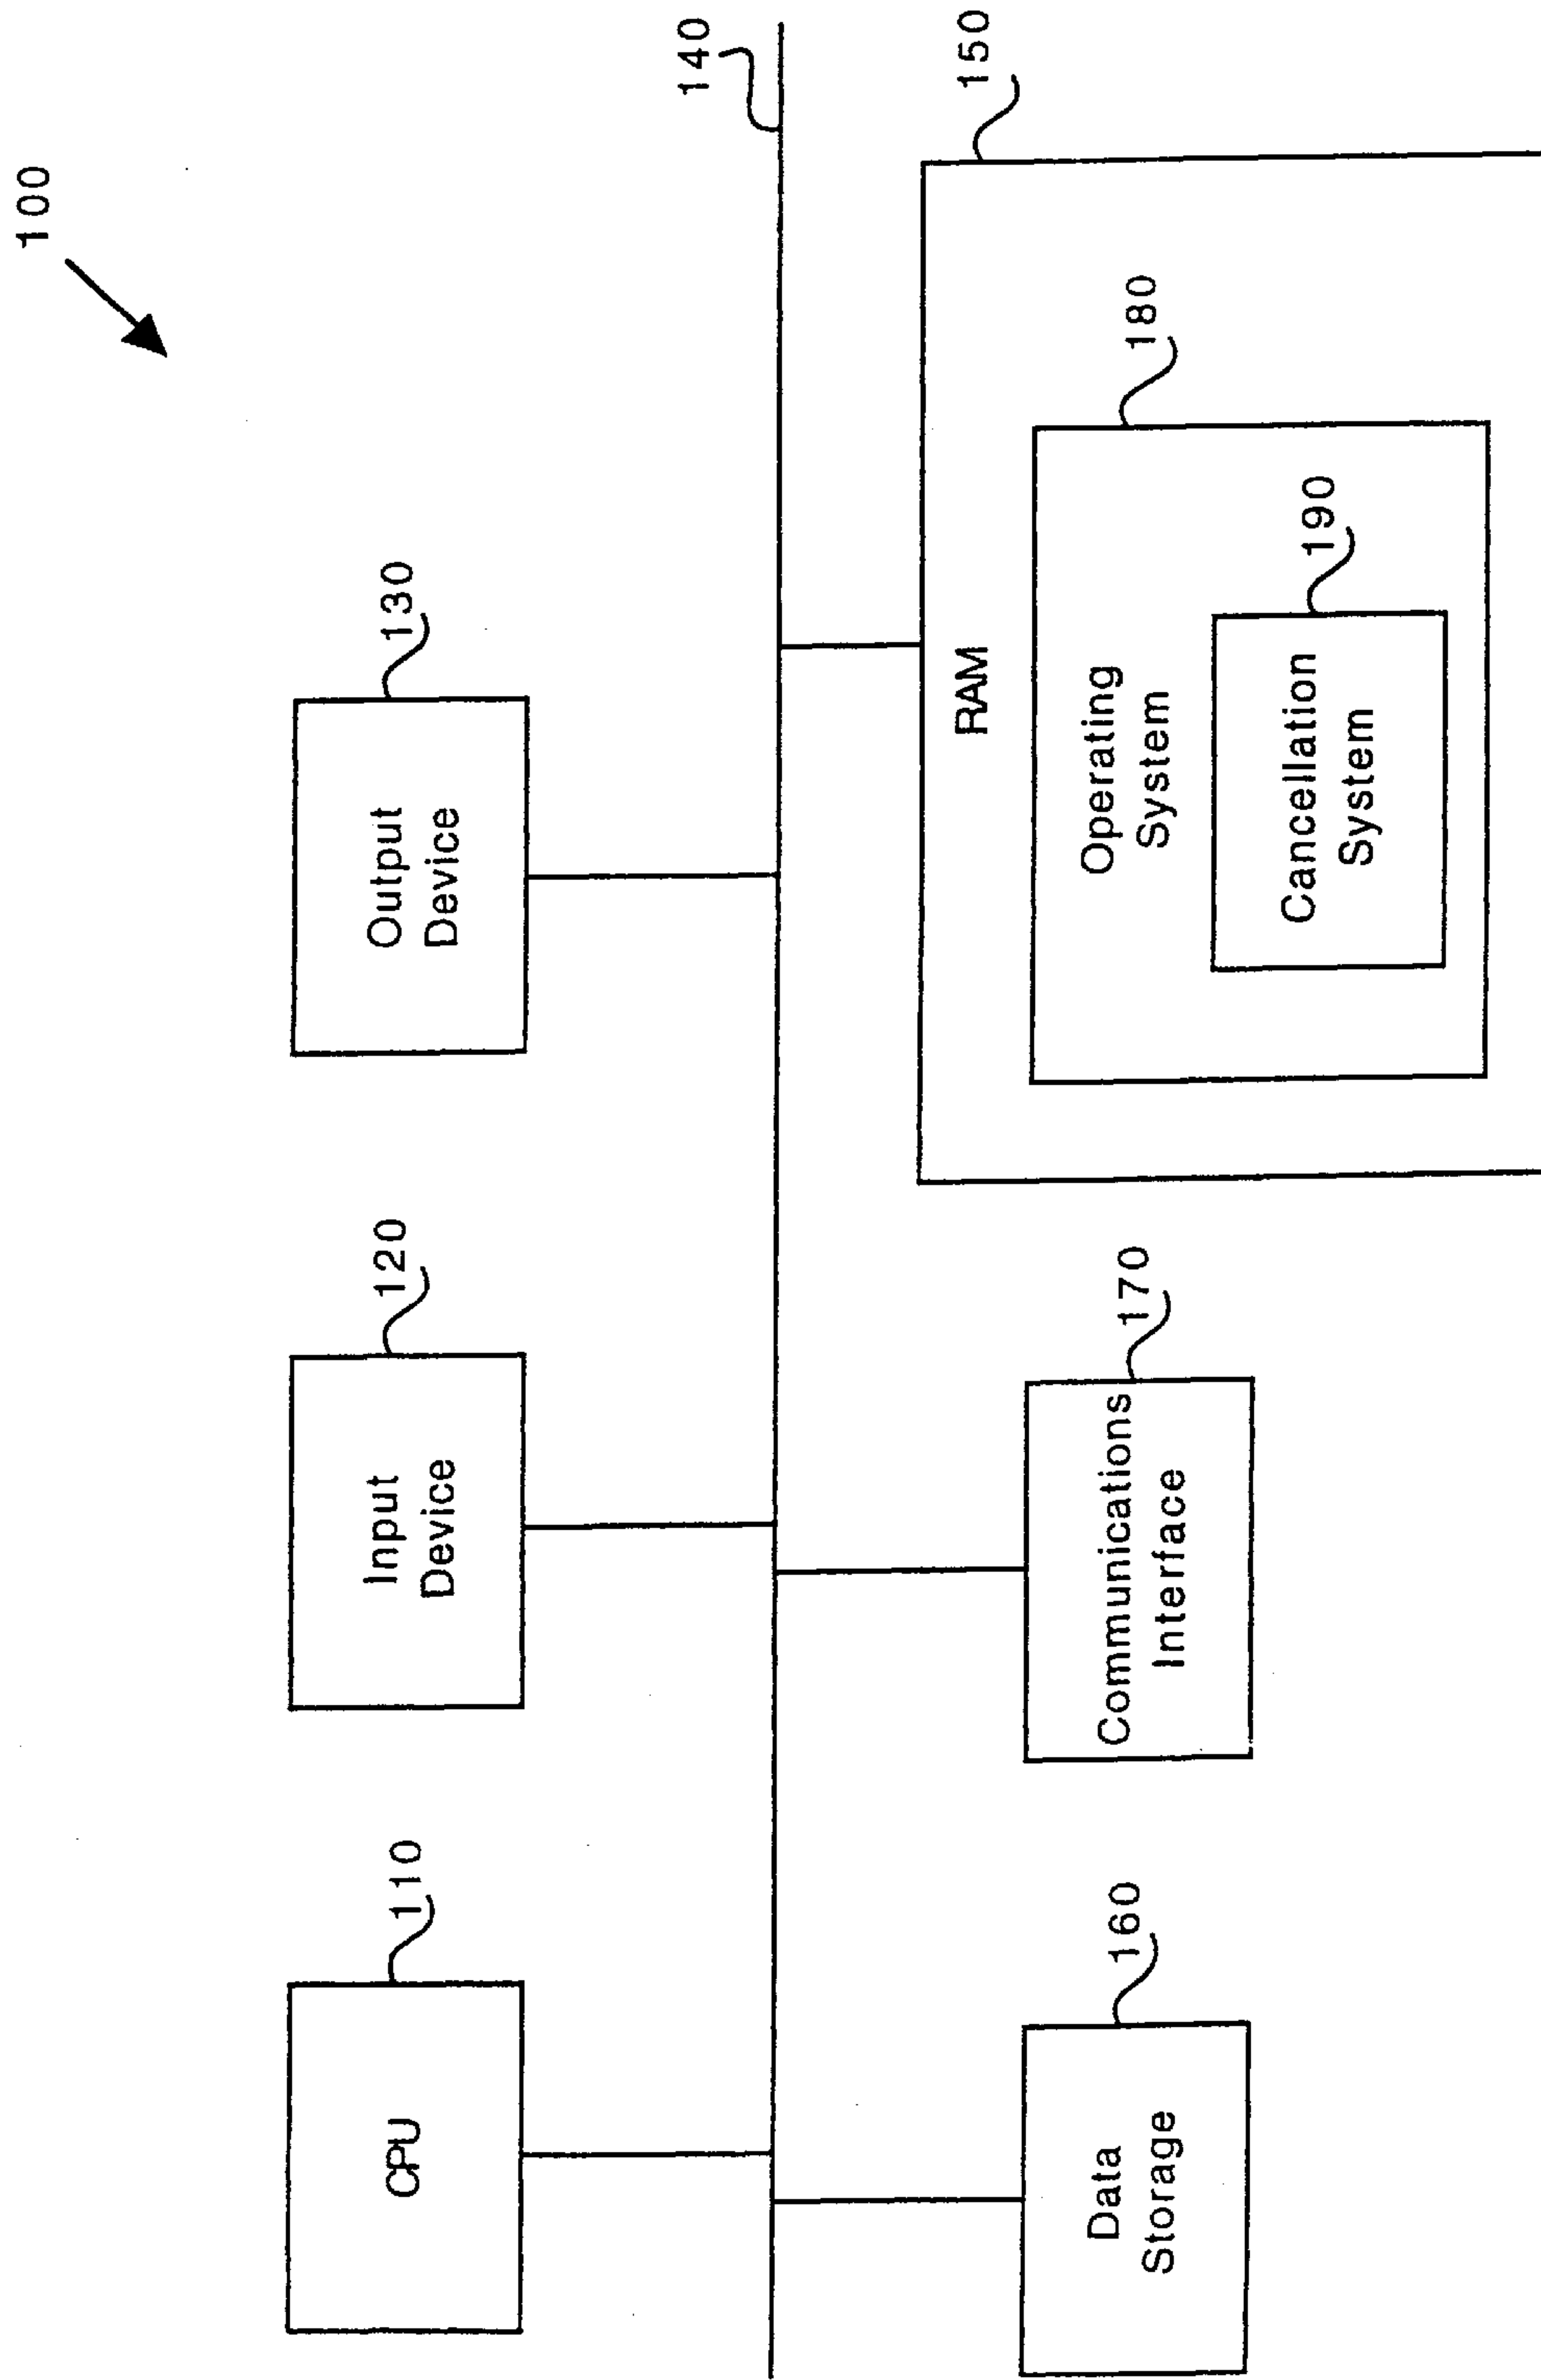 100
CPU
110
Input
Device
120
Output
Device
130
140
Data
Storage
160
Communications
Interface
170
RAM
150
Operating
System
180
Cancellation
System
190